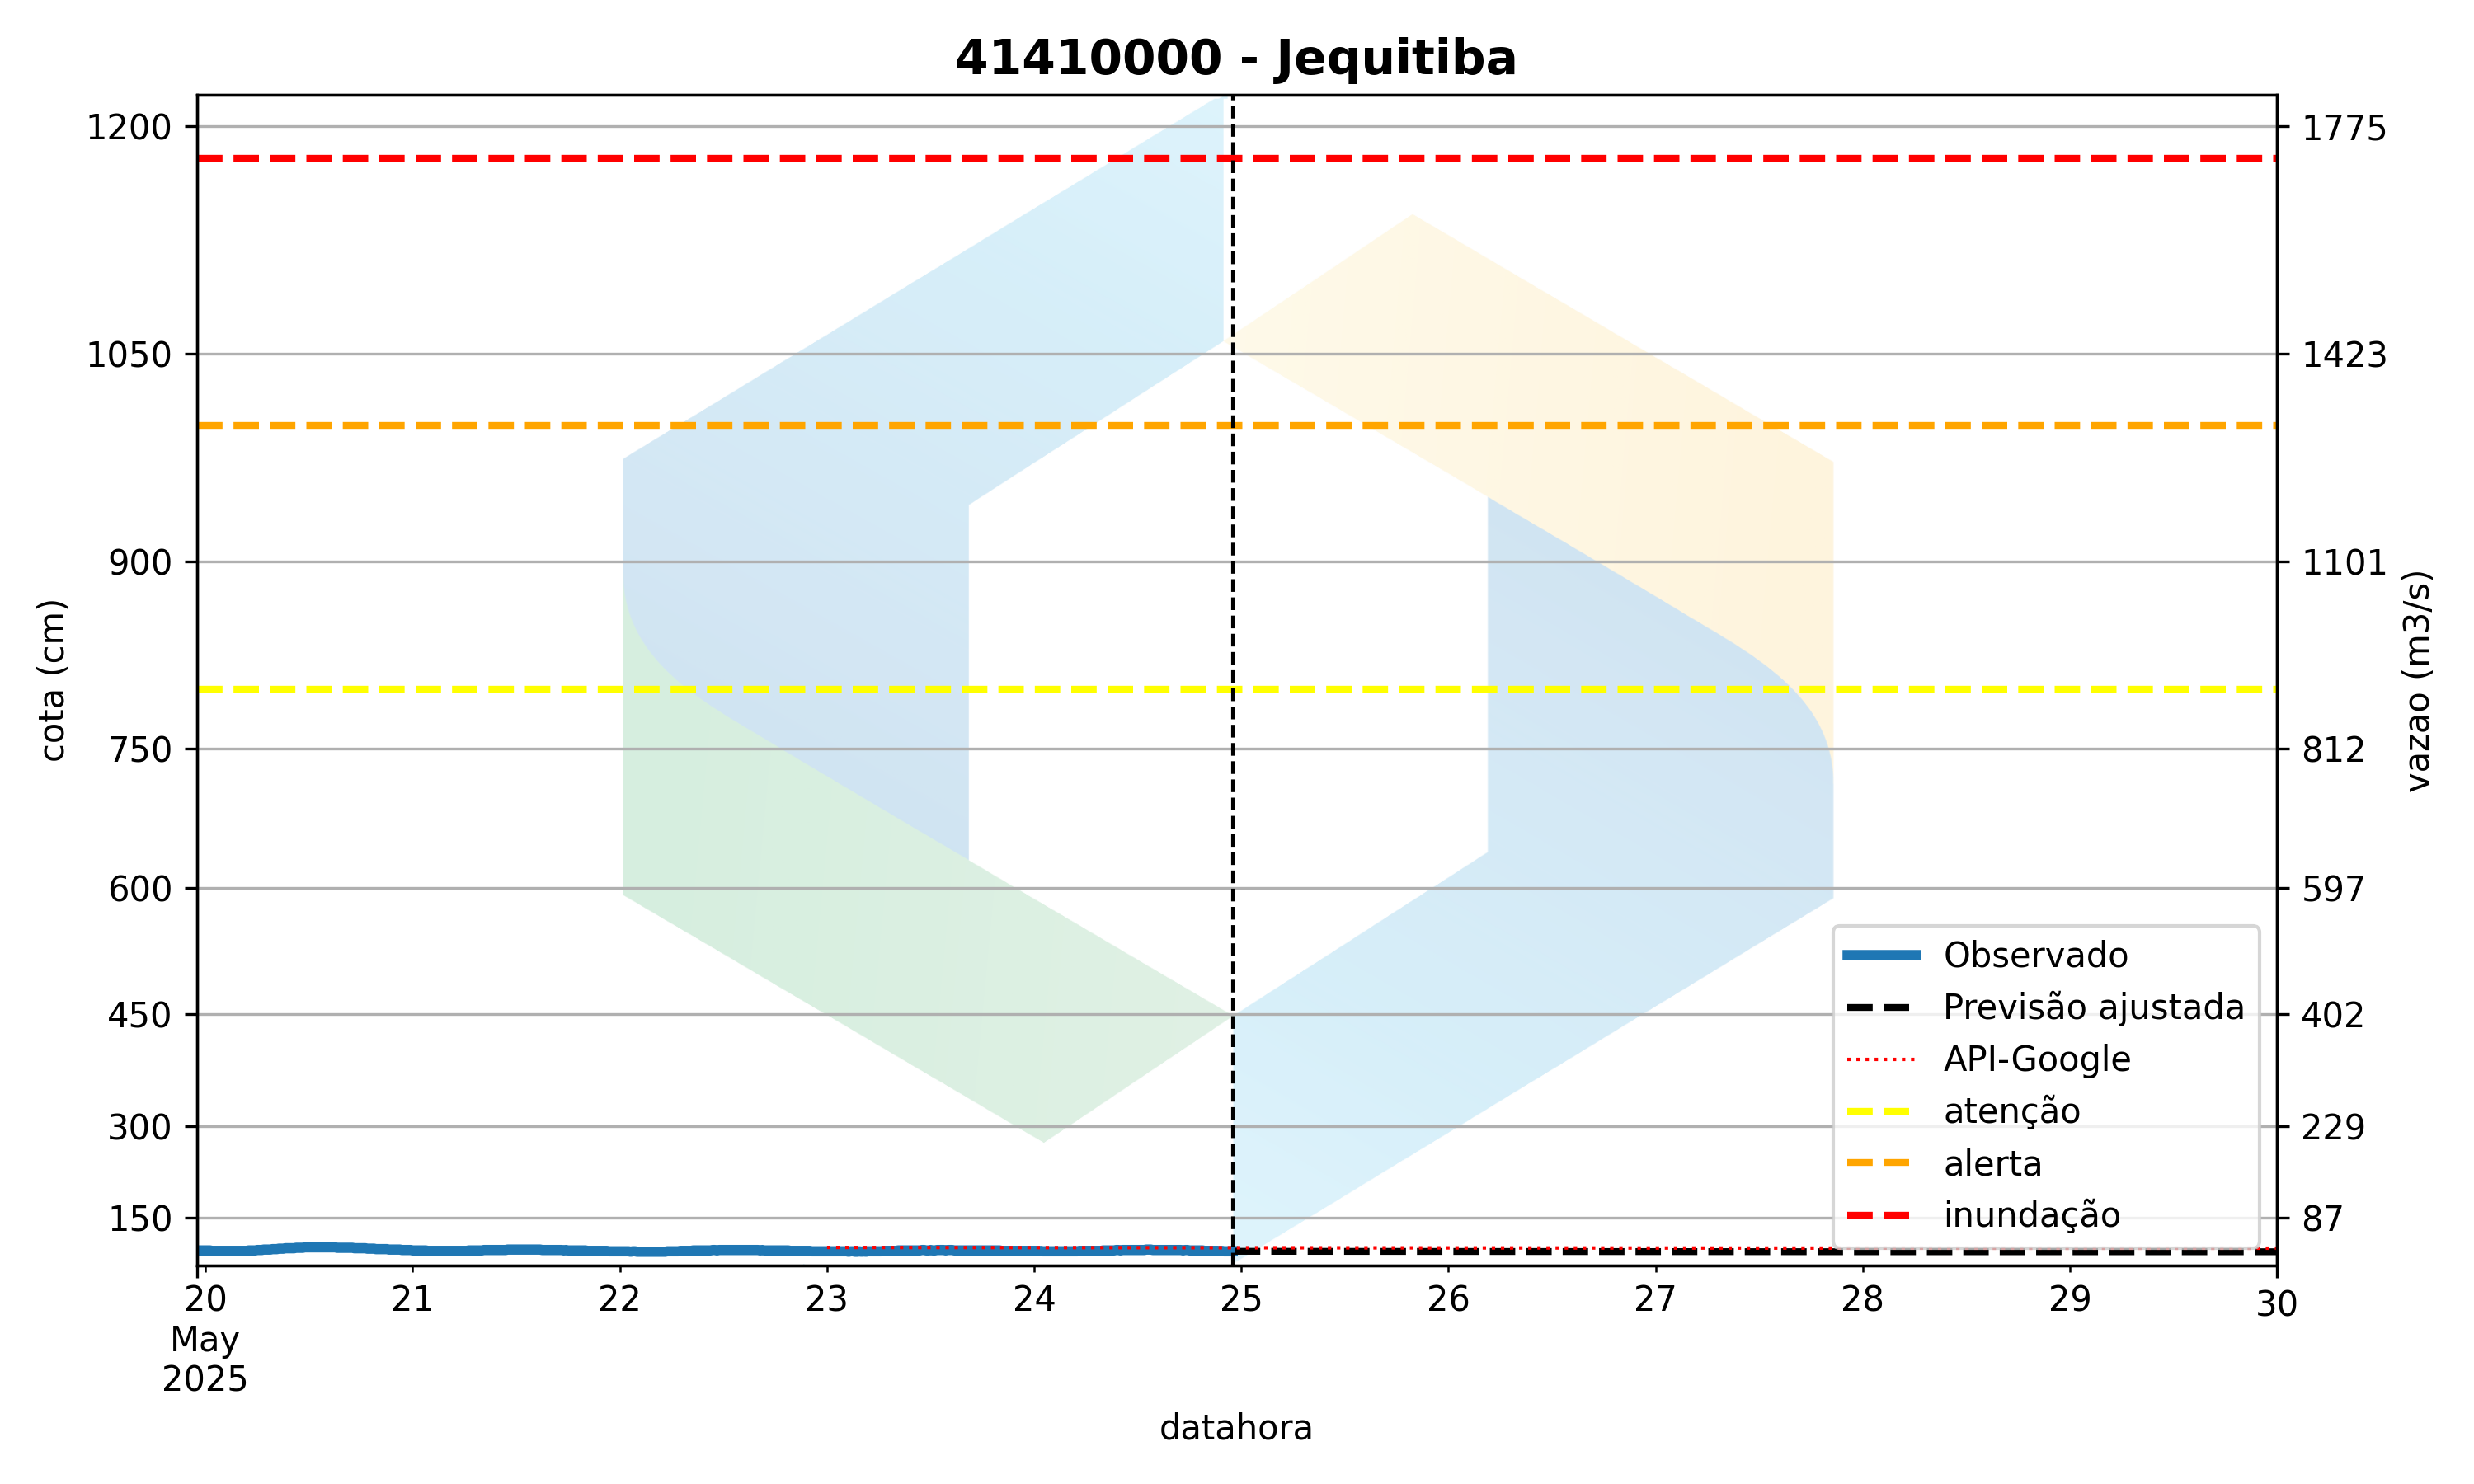 41410000 - Jequitiba
1200
1050
900
750
600
450
300
150
cota (cm)
1775
1423
1101
812
597
402
229
87
vazao (m3/s)
Observado
Previsão ajustada
API-Google
atenção
alerta
inundação
20 21 22 23 24 25 26 27 28 29 30
May
2025
datahora